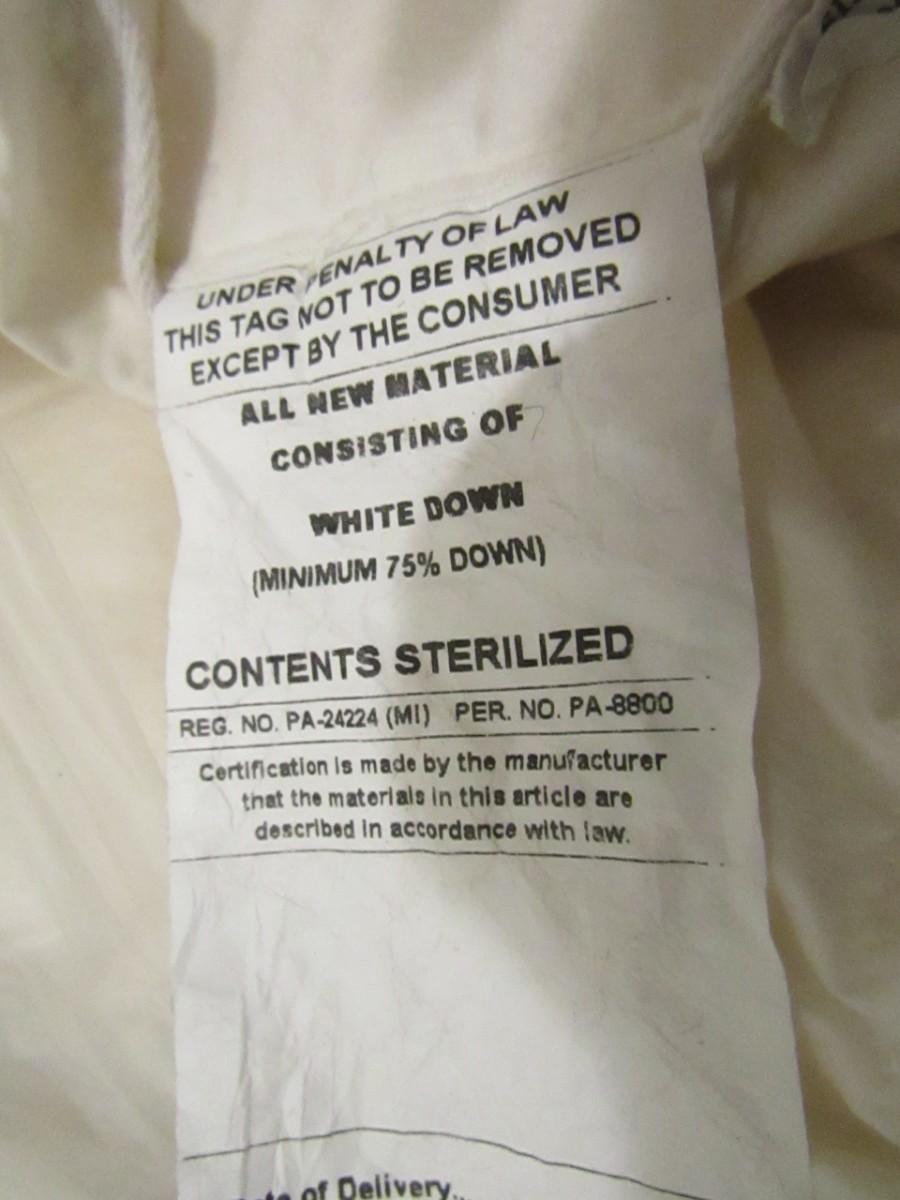 UNDER PENALTY OF LAW
THIS TAG NOT TO BE REMOVED
EXCEPT BY THE CONSUMER
ALL NEW MATERIAL
CONSISTING OF
WHITE DOWN
(MINIMUM 75% DOWN)
CONTENTS STERILIZED
REG. NO. PA-24224 (MI) PER. NO. PA-8800
Certification is made by the manufacturer
that the materials in this article are
described in accordance with law.
of Delivery..